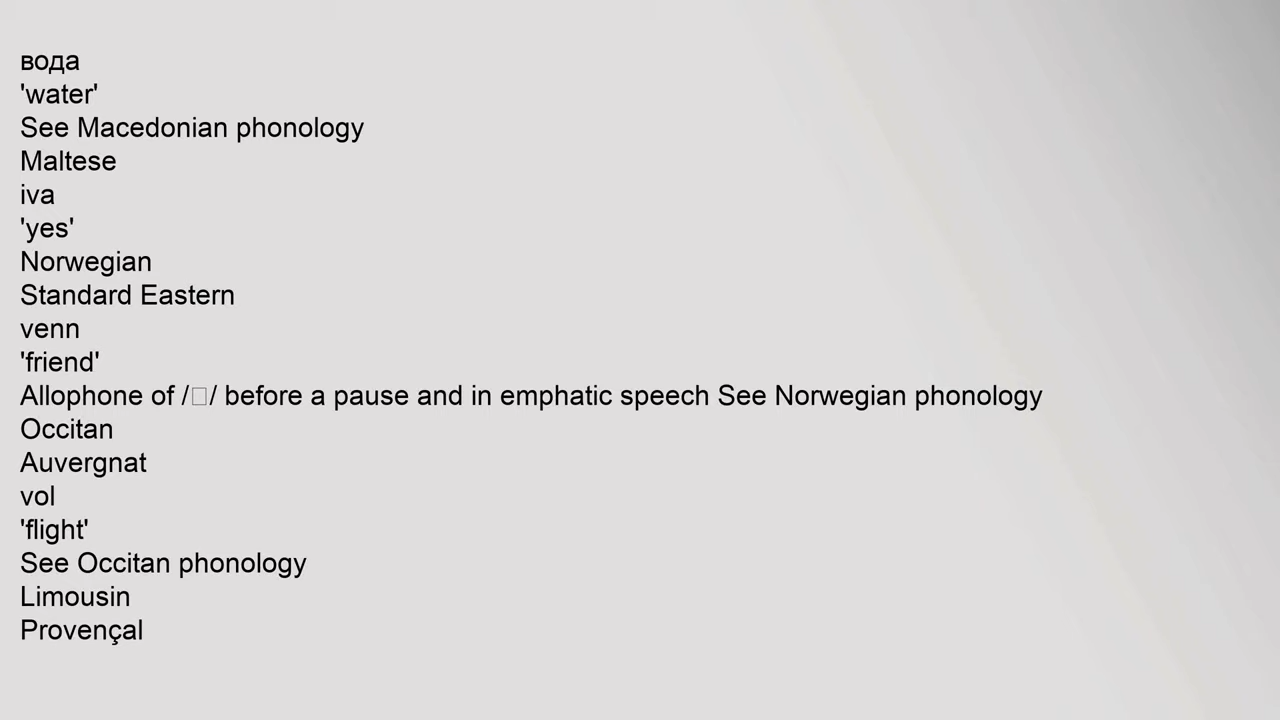 вода
'water'
See Macedonian phonology
Maltese
iva
'yes'
Norwegian
Standard Eastern
venn
'friend'
Allophone of /□/ before a pause and in emphatic speech See Norwegian phonology
Occitan
Auvergnat
vol
'flight'
See Occitan phonology
Limousin
Provençal